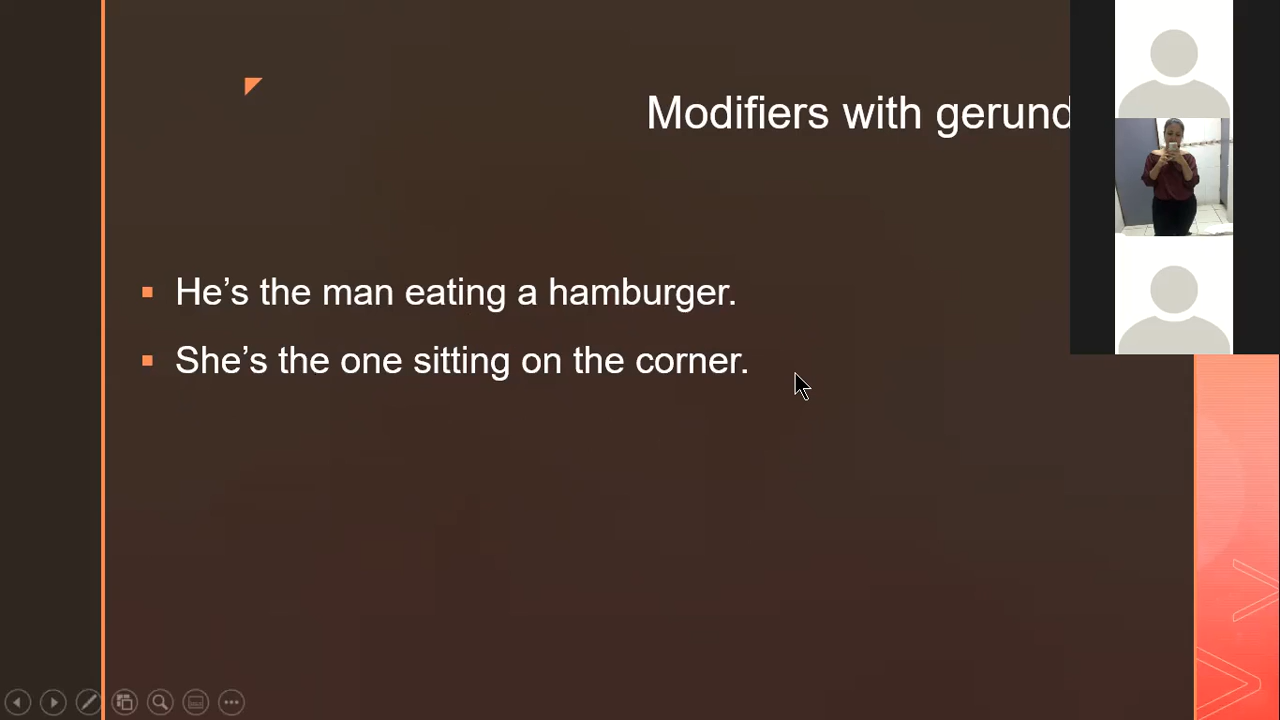 Modifiers with gerund
He’s the man eating a hamburger.
She’s the one sitting on the corner.